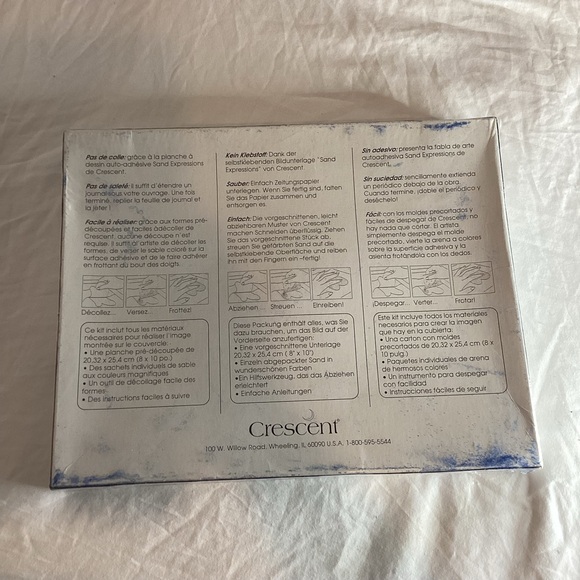 Pas de colle: grâce à la planche à
dessin auto-adhésive Sand Expressions
de Crescent.
Pas de saleté: il suffit d'étendre un
journal sous votre ouvrage. Une fois
terminé, replier la feuille de journal et
la jeter !
Facile à réaliser: grâce aux formes pré-
découpées et faciles à décoller de
Crescent, aucune découpe n'est
requise. Il suffit à l'artiste de décoller les
formes, de verser le sable coloré sur la
surface adhésive et de le faire adhérer
en frottant du bout des doigts.
Décollez... Versez... Frottez!
Ce kit inclut tous les matériaux
nécessaires pour réaliser l'image
montrée sur le couvercle.
• Une planche pré-découpée de
20,32 x 25,4 cm (8 x 10 po.)
• Des sachets individuels de sable
aux couleurs magnifiques
• Un outil de décollage facile des
formes
• Des instructions faciles à suivre
Kein Klebstoff: Dank der
selbstklebenden Bildunterlage "Sand
Expressions" von Crescent
Sauber: Einfach Zeitungspapier
unterlegen. Wenn Sie fertig sind, falten
Sie das Papier zusammen und
entsorgen es
Einfach: Die vorgeschnittenen, leicht
abziehbaren Muster von Crescent
machen Schneiden überflüssig. Ziehen
Sie das vorgeschnittene Stück ab,
streuen Sie gefärbten Sand auf die
selbstklebende Oberfläche und reiben
ihn mit den Fingern ein -fertig!
Abziehen ... Streuen ... Einreiben!
Diese Packung enthält alles, was Sie
dazu brauchen, um das Bild auf der
Vorderseite anzufertigen:
• Eine vorgeschnittene Unterlage
20,32 x 25,4 cm ( 8" x 10")
• Einzeln abgepackter Sand in
wunderschönen Farben
•Ein Hilfswerkzeug, das das Abziehen
erleichtert
• Einfache Anleitungen
Sin adesivo: presenta la tabla de arte
autoadhesiva Sand Expressions de
Crescent.
Sin suciedad: sencillamente extienda
un periódico debajo de la obra.
Cuando termine, ¡doble el periódico y
deséchelo!
Fácil: con los moldes precortados y
fáciles de despegar de Crescent, no
hay nada que cortar. El artista
simplemente despega el molde
precortado, vierte la arena a colores
sobre la superficie adhesiva y la
asienta frotándola con los dedos.
¡Despegar... Verter... Frotar!
Este kit incluye todos los materiales
necesarios para crear la imagen
que hay en la cubierta:
• Una carton con moldes
precortados de 20,32 x 25,4 cm (8 x
10 pulg.)
• Paquetes individuales de arena
de hermosos colores
• Un instrumento para despegar
con facilidad
• Instrucciones fáciles de seguir
Crescent®
100 W. Willow Road, Wheeling, IL 60090 U.S.A. 1-800-595-5544